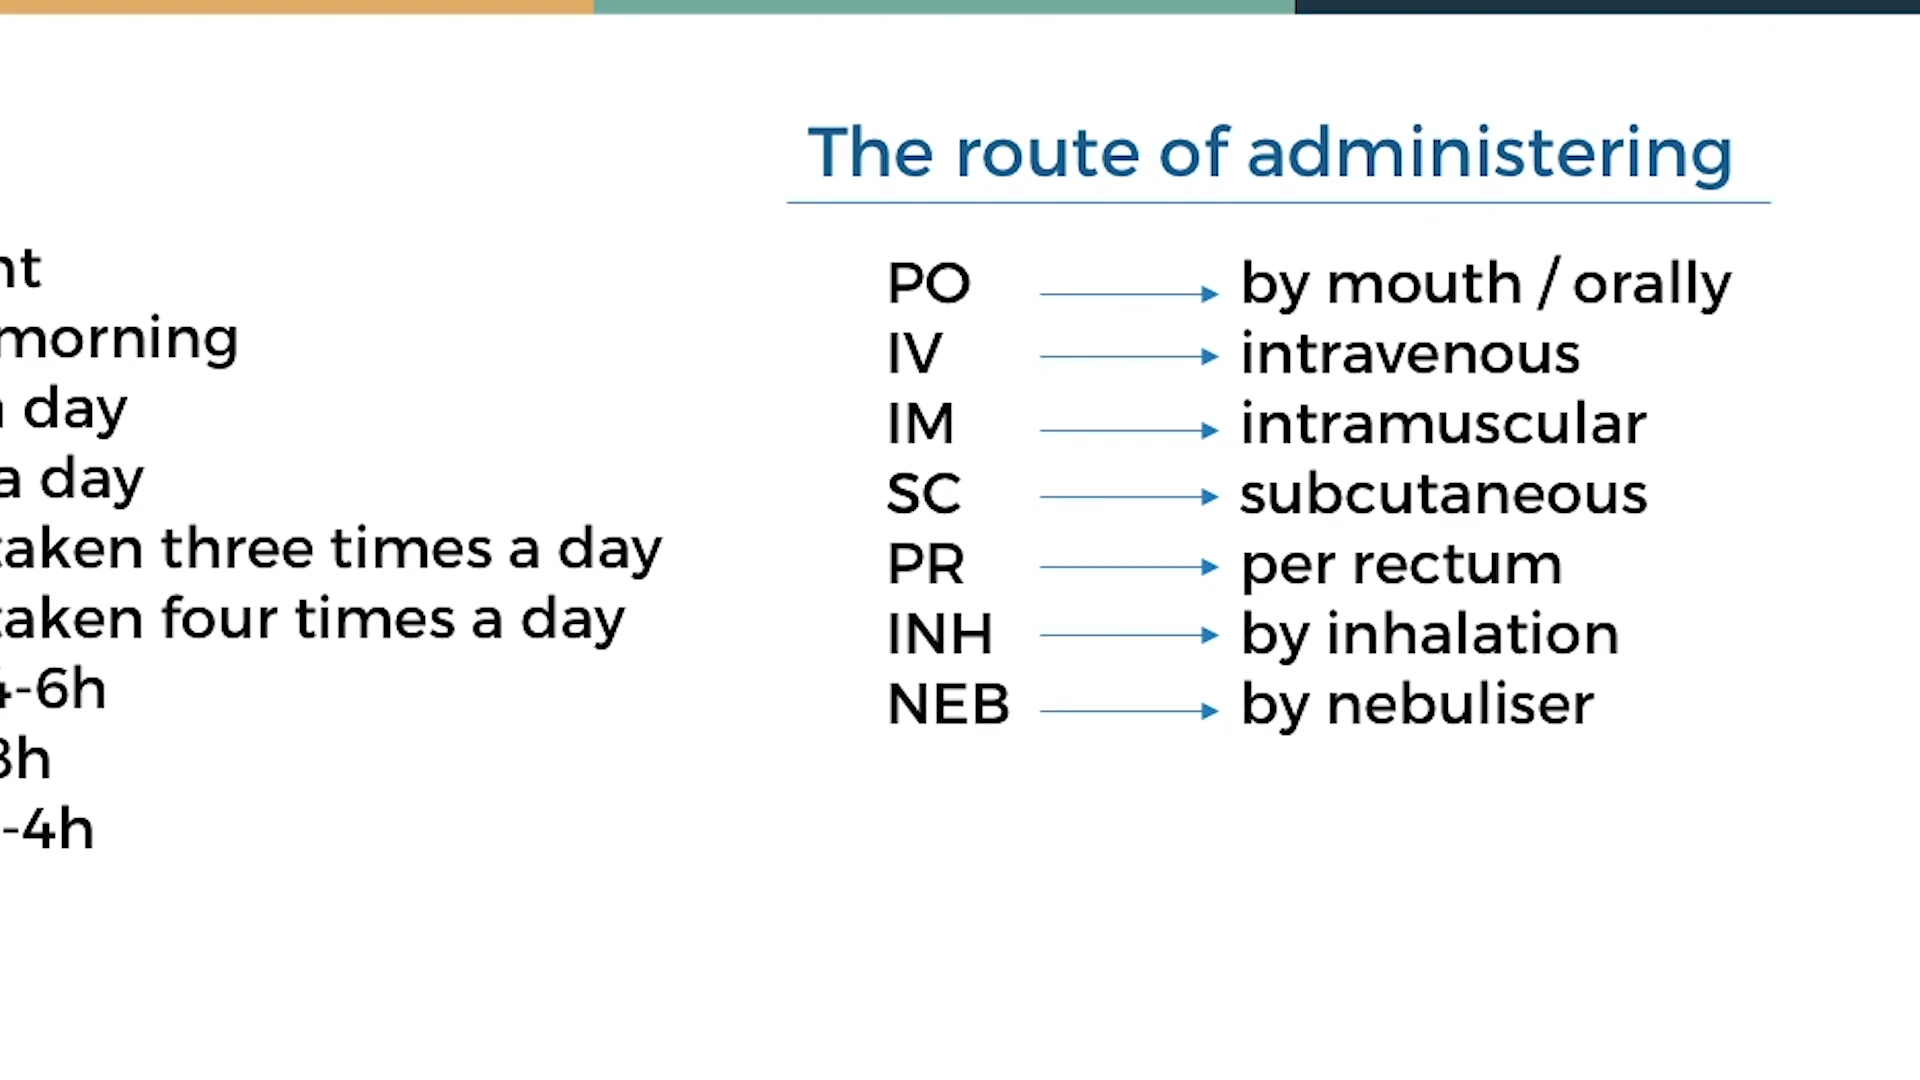 The route of administering
morning
day
a day
taken three times a day
taken four times a day
4-6h
8h
-4h
PO by mouth / orally
IV intravenous
IM intramuscular
SC subcutaneous
PR per rectum
INH by inhalation
NEB by nebuliser